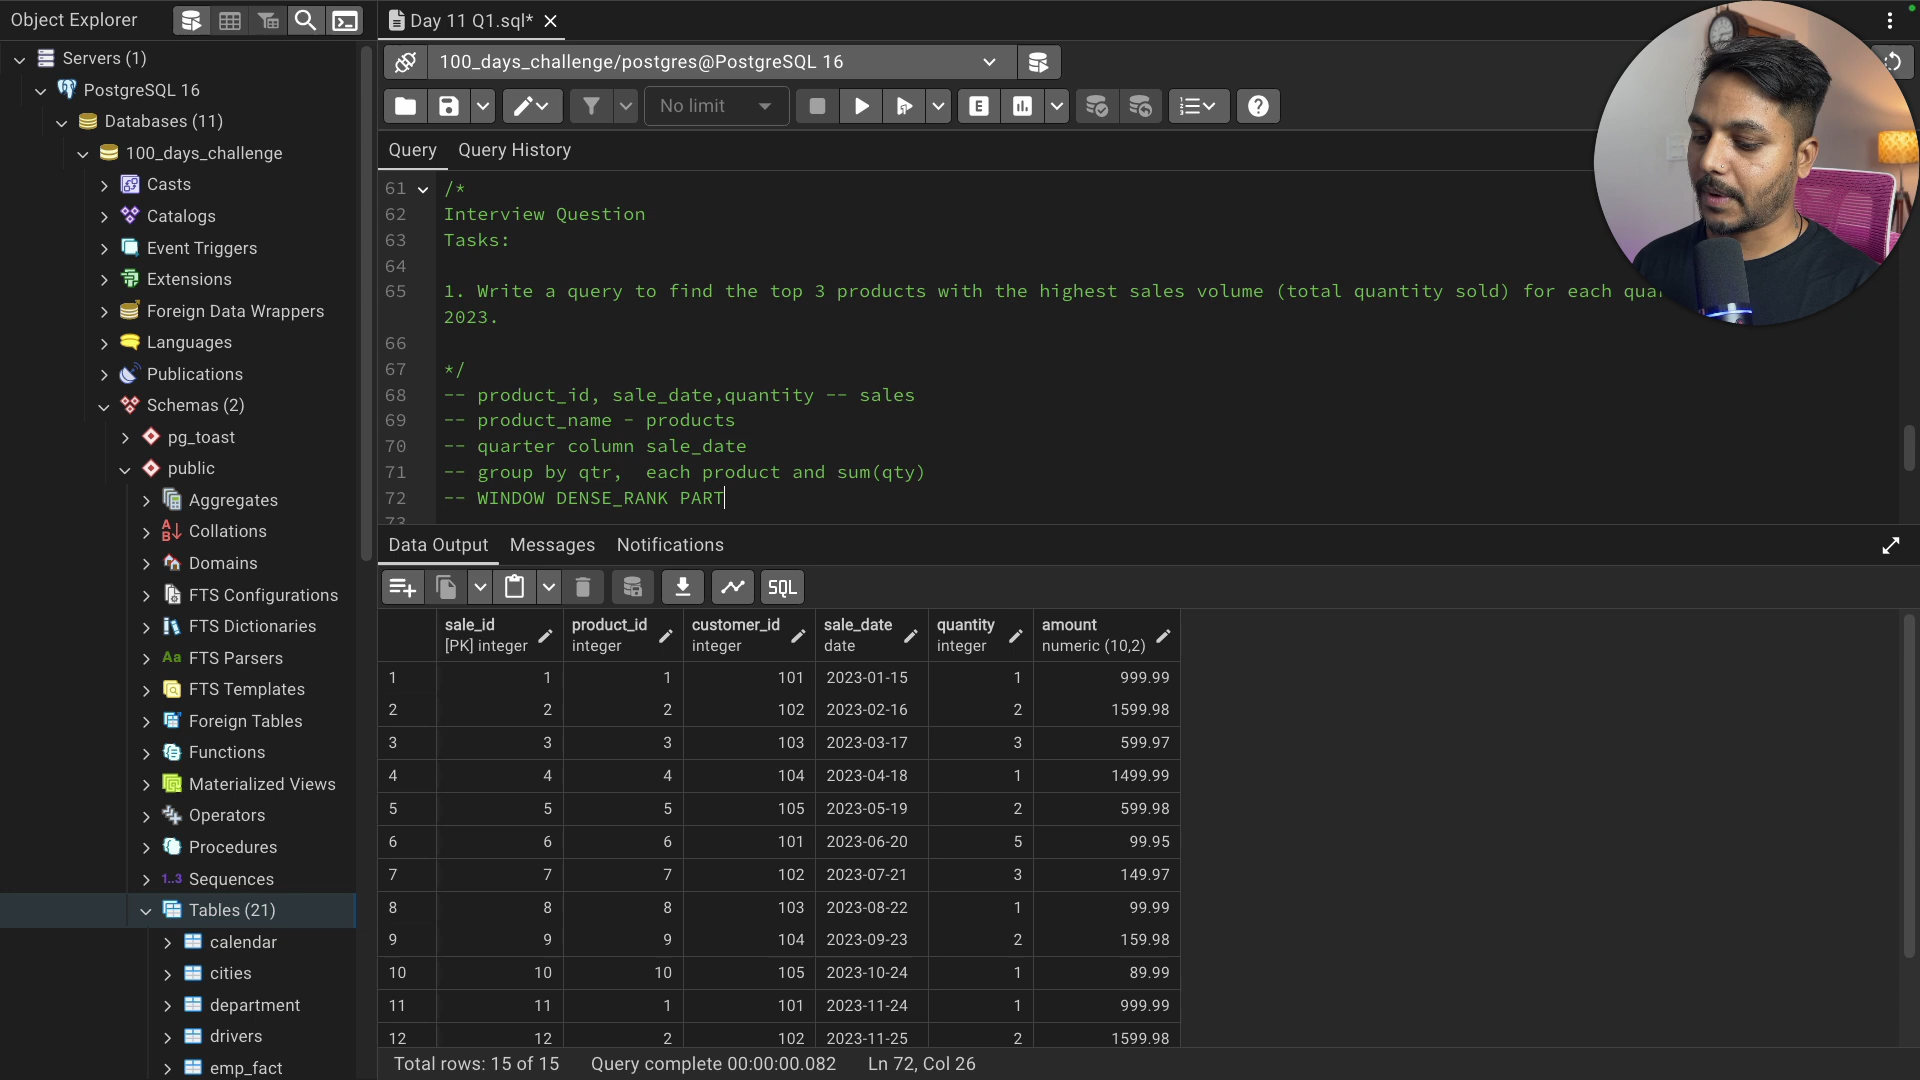 Object Explorer
Day 11 Q1.sql*
Servers (1)
PostgreSQL 16
Databases (11)
100_days_challenge
Casts
Catalogs
Event Triggers
Extensions
Foreign Data Wrappers
Languages
Publications
Schemas (2)
pg_toast
public
Aggregates
Collations
Domains
FTS Configurations
FTS Dictionaries
Aa FTS Parsers
FTS Templates
Foreign Tables
Functions
Materialized Views
Operators
Procedures
1..3 Sequences
Tables (21)
calendar
cities
department
drivers
emp_fact
100_days_challenge/postgres@PostgreSQL 16
No limit
E
Query Query History
61 /*
62 Interview Question
63 Tasks:
64
65 1. Write a query to find the top 3 products with the highest sales volume (total quantity sold) for each
2023.
66
67 */
68 -- product_id, sale_date,quantity -- sales
69 -- product_name - products
70 -- quarter column sale_date
71 -- group by qtr,  each product and sum(qty)
72 -- WINDOW DENSE_RANK PART
73
Data Output Messages Notifications
SQL
sale_id product_id customer_id sale_date quantity amount
[PK] integer integer integer date integer numeric (10,2)
1 1 1 101 2023-01-15 1 999.99
2 2 2 102 2023-02-16 2 1599.98
3 3 3 103 2023-03-17 3 599.97
4 4 4 104 2023-04-18 1 1499.99
5 5 5 105 2023-05-19 2 599.98
6 6 6 101 2023-06-20 5 99.95
7 7 7 102 2023-07-21 3 149.97
8 8 8 103 2023-08-22 1 99.99
9 9 9 104 2023-09-23 2 159.98
10 10 10 105 2023-10-24 1 89.99
11 11 1 101 2023-11-24 1 999.99
12 12 2 102 2023-11-25 2 1599.98
Total rows: 15 of 15 Query complete 00:00:00.082 Ln 72, Col 26